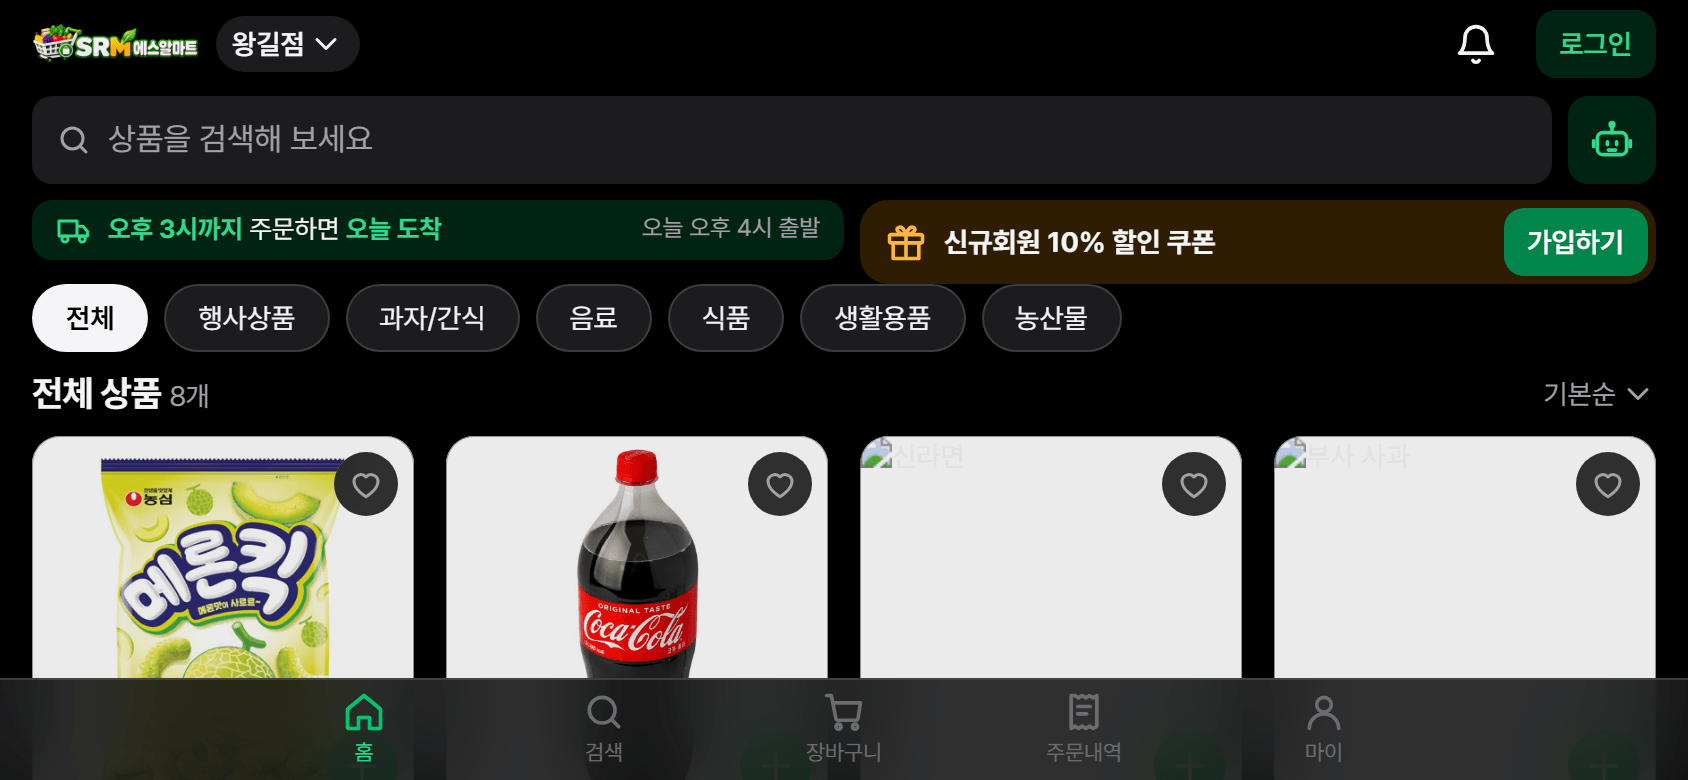 SRM 에스알마트
왕길점
로그인
상품을 검색해 보세요
오후 3시까지 주문하면 오늘 도착
오늘 오후 4시 출발
신규회원 10% 할인 쿠폰
가입하기
전체
행사상품
과자/간식
음료
식품
생활용품
농산물
전체 상품 8개
기본순
신라면
부사 사과
농심
메론킥
메론맛이 사르르~
ORIGINAL TASTE
Coca-Cola
홈
검색
장바구니
주문내역
마이